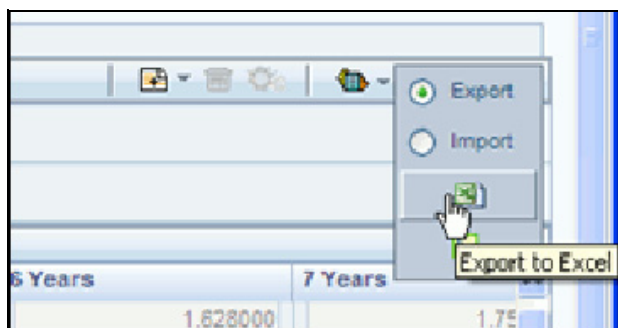 Export
Import
Export to Excel
6 Years 7 Years
1.628000 1.75